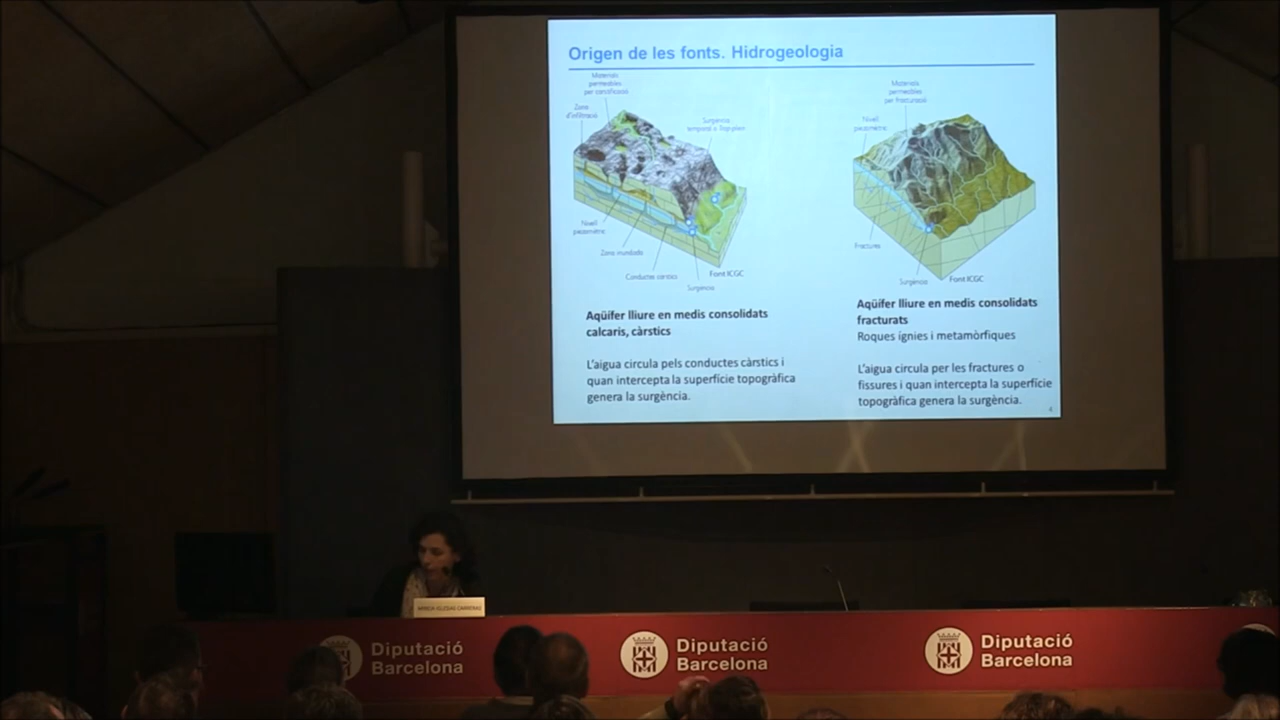 Origen de les fonts. Hidrogeologia
Materials
permeables
per carstificació
Zona
d'infiltració
Surgència
temporal o Trop-plein
Nivell
piezomètric
Zona inundada
Conductes càrstics
Surgència
Font ICGC
Aqüífer lliure en medis consolidats
calcaris, càrstics
L'aigua circula pels conductes càrstics i
quan intercepta la superfície topogràfica
genera la surgència.
Materials
permeables
per fracturació
Nivell
piezomètric
Fractures
Surgència
Font ICGC
Aqüífer lliure en medis consolidats
fracturats
Roques ígnies i metamòrfiques
L'aigua circula per les fractures o
fissures i quan intercepta la superfície
topogràfica genera la surgència.
4
Diputació
Barcelona
Diputació
Barcelona
Diputació
Barcelona